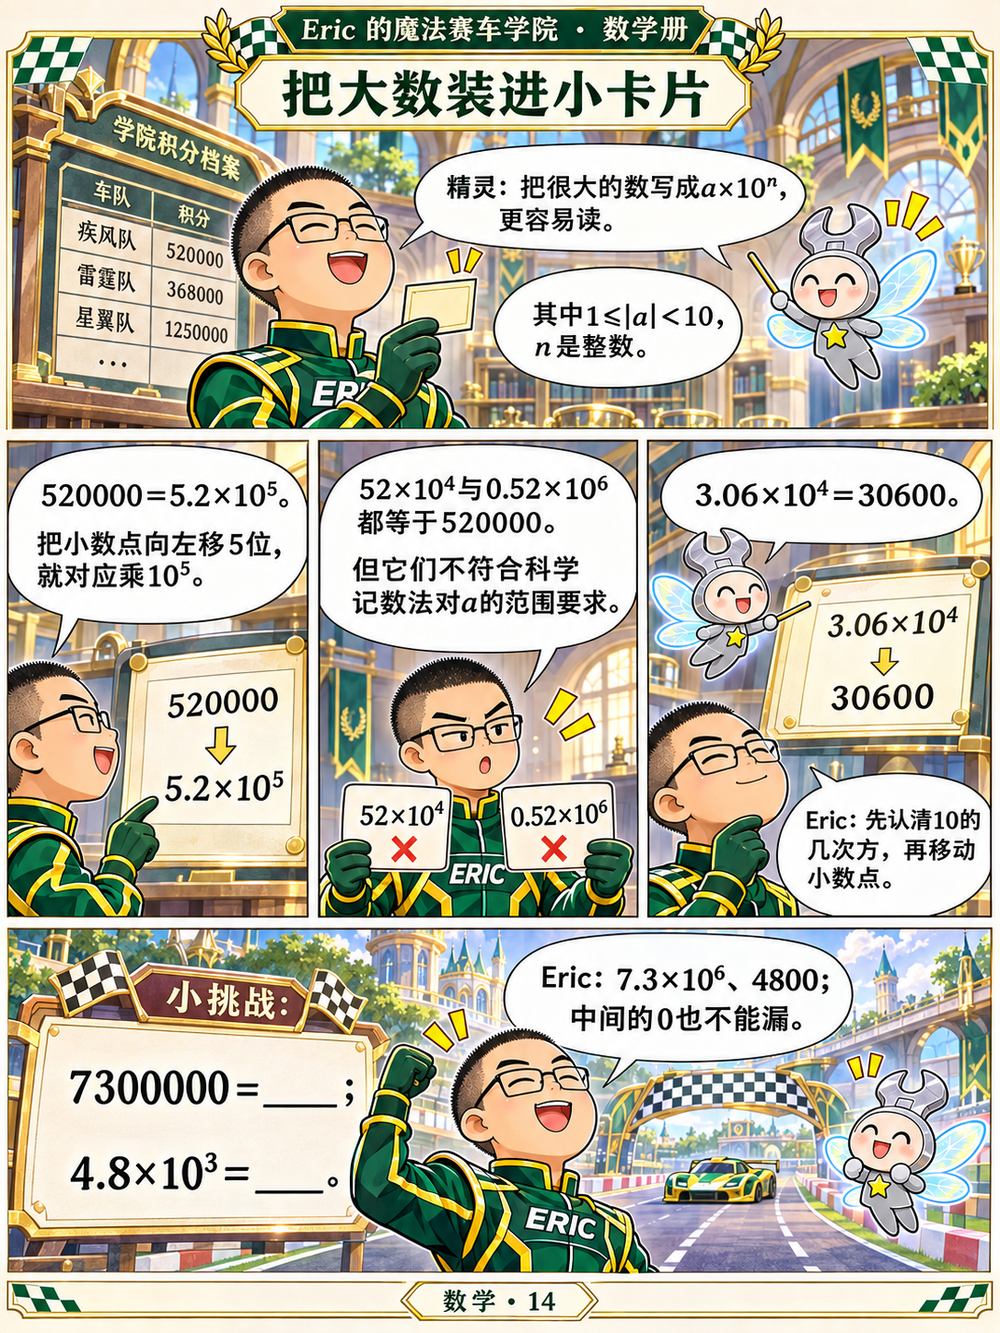 Eric 的魔法赛车学院 · 数学册
把大数装进小卡片
学院积分档案
车队 积分
疾风队 520000
雷霆队 368000
星翼队 1250000
...
精灵：把很大的数写成a×10ⁿ，
更容易读。
其中1≤|a|<10，
n是整数。
ERIC
520000=5.2×10⁵。
把小数点向左移5位，
就对应乘10⁵。
520000
5.2×10⁵
52×10⁴与0.52×10⁶
都等于520000。
但它们不符合科学
记数法对a的范围要求。
52×10⁴
0.52×10⁶
ERIC
3.06×10⁴=30600。
3.06×10⁴
30600
Eric：先认清10的
几次方，再移动
小数点。
小挑战：
7300000=____；
4.8×10³=____。
Eric：7.3×10⁶、4800；
中间的0也不能漏。
ERIC
数学 · 14